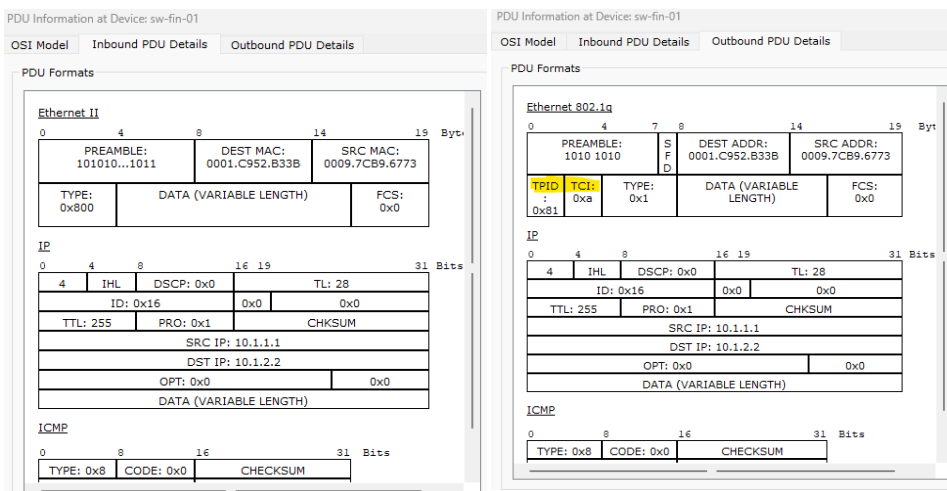 PDU Information at Device: sw-fin-01
OSI Model Inbound PDU Details Outbound PDU Details
PDU Formats
Ethernet II
0 4 8 14 19
PREAMBLE: DEST MAC: SRC MAC:
101010...1011 0001.C952.B33B 0009.7CB9.6773
TYPE: DATA (VARIABLE LENGTH) FCS:
0x800 0x0
IP
0 4 8 16 19 31 Bits
4 IHL DSCP: 0x0 TL: 28
ID: 0x16 0x0 0x0
TTL: 255 PRO: 0x1 CHKSUM
SRC IP: 10.1.1.1
DST IP: 10.1.2.2
OPT: 0x0 0x0
DATA (VARIABLE LENGTH)
ICMP
0 8 16 31 Bits
TYPE: 0x8 CODE: 0x0 CHECKSUM
PDU Information at Device: sw-fin-01
OSI Model Inbound PDU Details Outbound PDU Details
PDU Formats
Ethernet 802.1q
0 4 7 8 14 19 Byt
PREAMBLE: S DEST ADDR: SRC ADDR:
1010 1010 F 0001.C952.B33B 0009.7CB9.6773
D
TPID TCI: TYPE: DATA (VARIABLE FCS:
: 0xa 0x1 LENGTH) 0x0
0x81
IP
0 4 8 16 19 31 Bits
4 IHL DSCP: 0x0 TL: 28
ID: 0x16 0x0 0x0
TTL: 255 PRO: 0x1 CHKSUM
SRC IP: 10.1.1.1
DST IP: 10.1.2.2
OPT: 0x0 0x0
DATA (VARIABLE LENGTH)
ICMP
0 8 16 31 Bits
TYPE: 0x8 CODE: 0x0 CHECKSUM